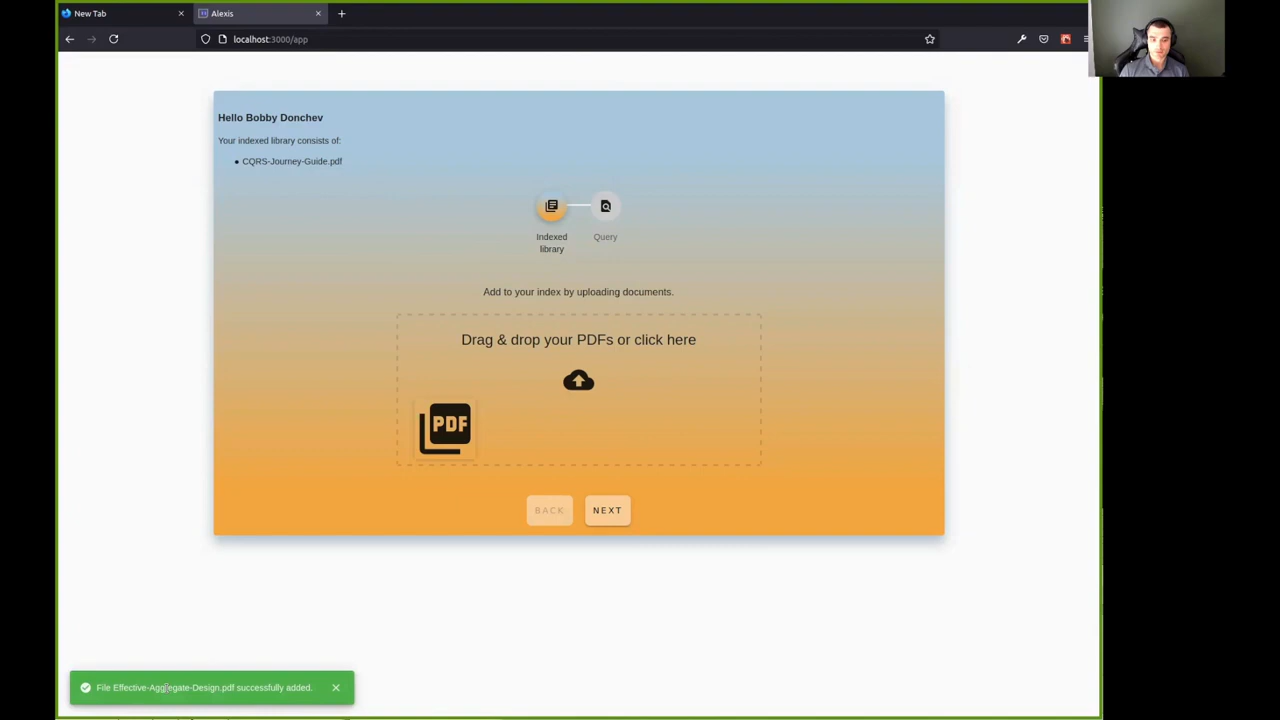 New Tab
Alexis
localhost:3000/app
Hello Bobby Donchev
Your indexed library consists of:
CQRS-Journey-Guide.pdf
Indexed
library
Query
Add to your index by uploading documents.
Drag & drop your PDFs or click here
PDF
BACK
NEXT
File Effective-Aggregate-Design.pdf successfully added.